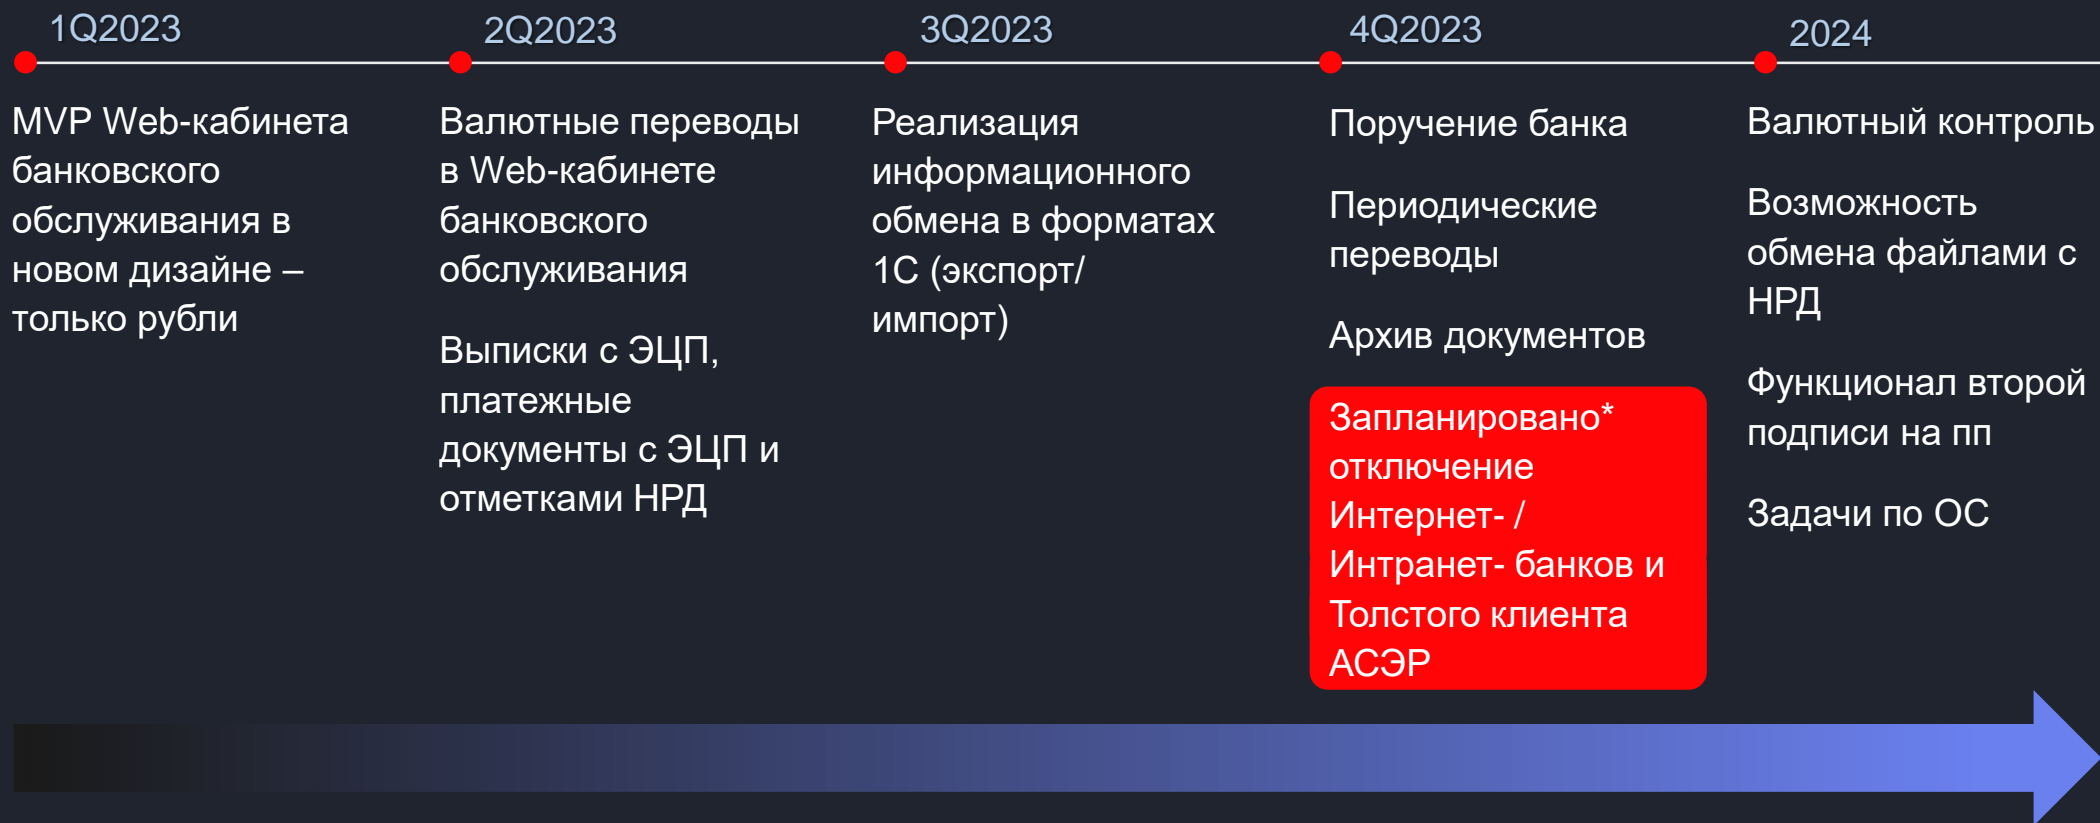 1Q2023
MVP Web-кабинета
банковского
обслуживания в
новом дизайне –
только рубли
2Q2023
Валютные переводы
в Web-кабинете
банковского
обслуживания
Выписки с ЭЦП,
платежные
документы с ЭЦП и
отметками НРД
3Q2023
Реализация
информационного
обмена в форматах
1С (экспорт/
импорт)
4Q2023
Поручение банка
Периодические
переводы
Архив документов
Запланировано*
отключение
Интернет- /
Интранет- банков и
Толстого клиента
АСЭР
2024
Валютный контроль
Возможность
обмена файлами с
НРД
Функционал второй
подписи на пп
Задачи по ОС